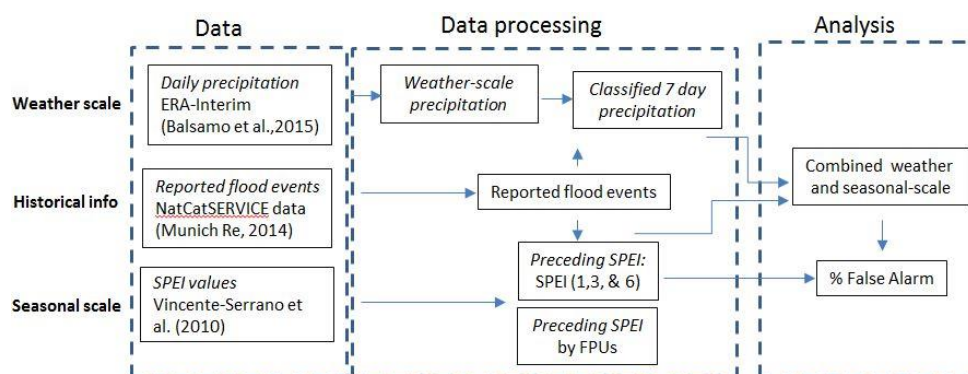 Data
Data processing
Analysis
Weather scale
Daily precipitation
ERA-Interim
(Balsamo et al.,2015)
Weather-scale
precipitation
Classified 7 day
precipitation
Combined weather
and seasonal-scale
Historical info
Reported flood events
NatCatSERVICE data
(Munich Re, 2014)
Reported flood events
Seasonal scale
SPEI values
Vincente-Serrano et
al. (2010)
Preceding SPEI:
SPEI (1,3, & 6)
Preceding SPEI
by FPUs
% False Alarm